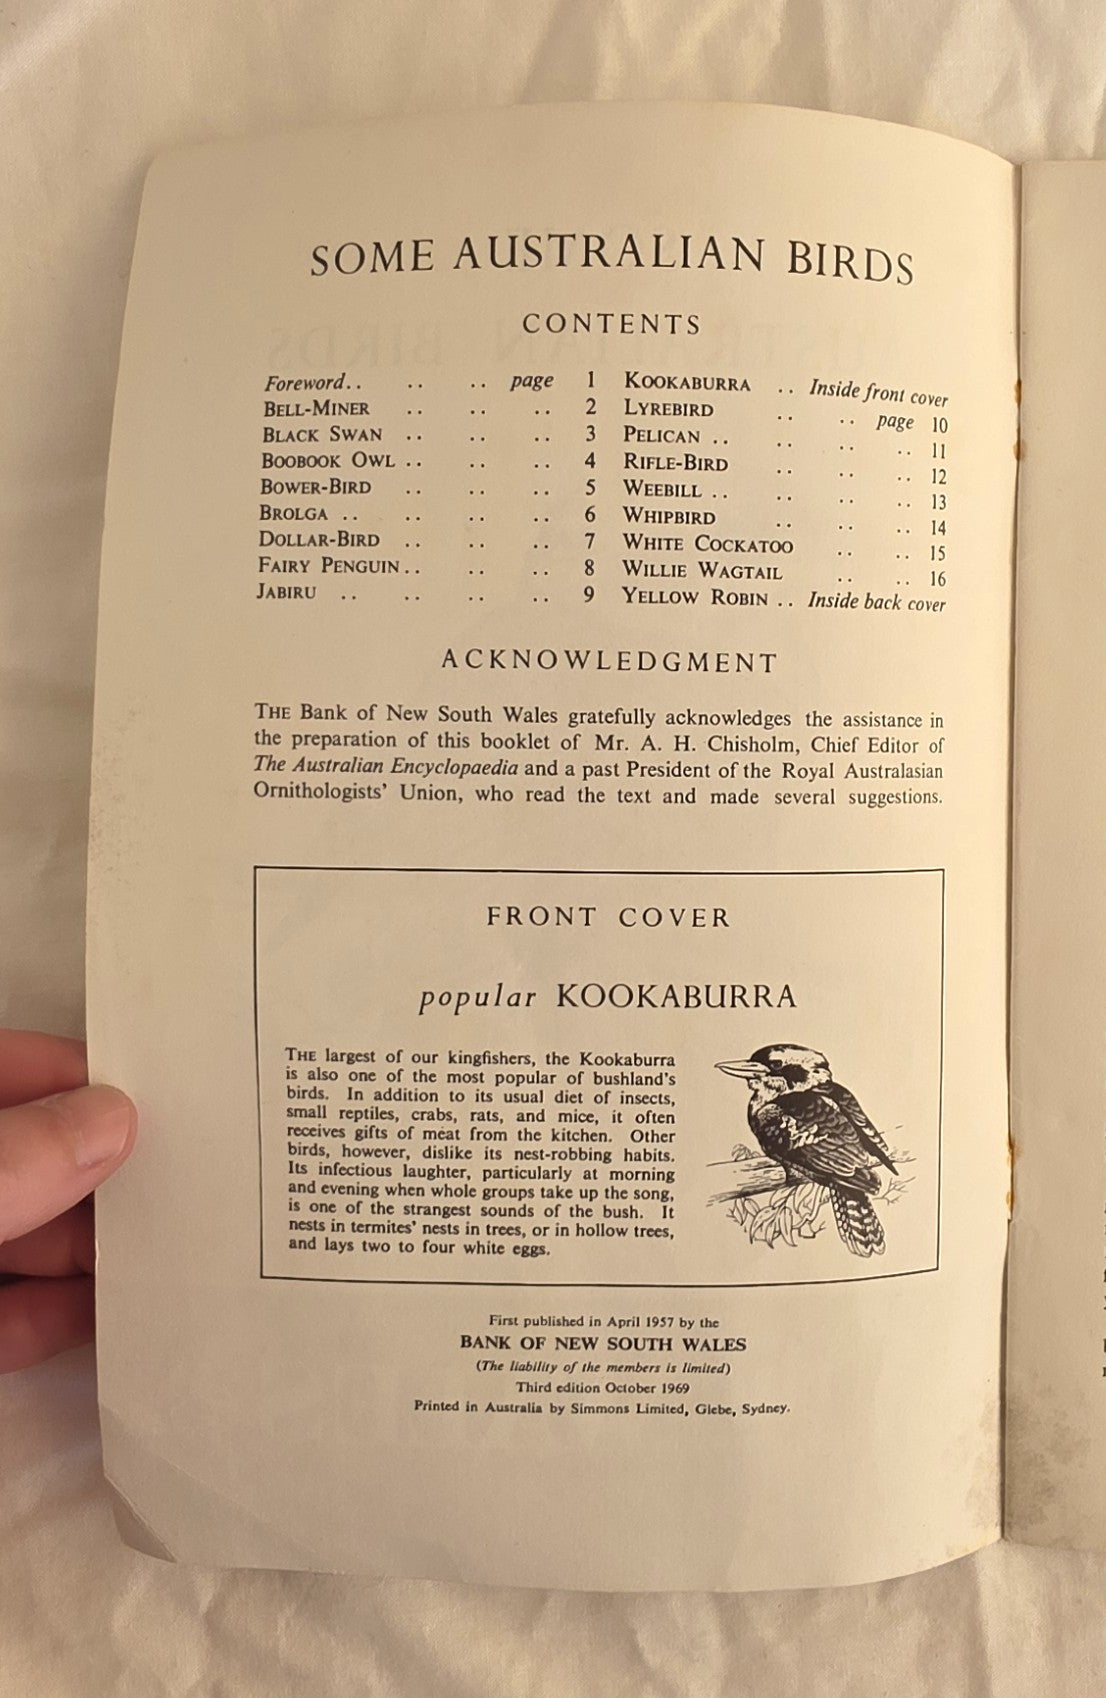 SOME AUSTRALIAN BIRDS
CONTENTS
Foreword . . . . . . page 1
BELL-MINER . . . . . . 2
BLACK SWAN . . . . . . 3
BOOBOOK OWL . . . . . . 4
BOWER-BIRD . . . . . . 5
BROLGA . . . . . . . . 6
DOLLAR-BIRD . . . . . . 7
FAIRY PENGUIN . . . . . . 8
JABIRU . . . . . . . . 9
KOOKABURRA . . Inside front cover
LYREBIRD . . . . page 10
PELICAN . . . . . . . . 11
RIFLE-BIRD . . . . . . 12
WEEBILL . . . . . . . . 13
WHIPBIRD . . . . . . 14
WHITE COCKATOO . . . . 15
WILLIE WAGTAIL . . . . 16
YELLOW ROBIN . . Inside back cover
ACKNOWLEDGMENT
THE Bank of New South Wales gratefully acknowledges the assistance in
the preparation of this booklet of Mr. A. H. Chisholm, Chief Editor of
The Australian Encyclopaedia and a past President of the Royal Australasian
Ornithologists' Union, who read the text and made several suggestions.
FRONT COVER
popular KOOKABURRA
THE largest of our kingfishers, the Kookaburra
is also one of the most popular of bushland's
birds. In addition to its usual diet of insects,
small reptiles, crabs, rats, and mice, it often
receives gifts of meat from the kitchen. Other
birds, however, dislike its nest-robbing habits.
Its infectious laughter, particularly at morning
and evening when whole groups take up the song,
is one of the strangest sounds of the bush. It
nests in termites' nests in trees, or in hollow trees,
and lays two to four white eggs.
First published in April 1957 by the
BANK OF NEW SOUTH WALES
(The liability of the members is limited)
Third edition October 1969
Printed in Australia by Simmons Limited, Glebe, Sydney.